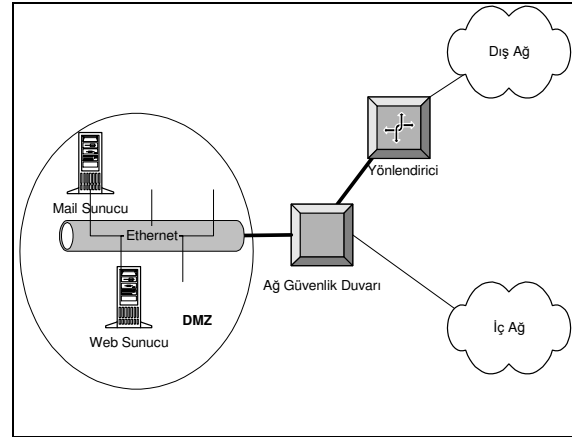 Dış Ağ
Yönlendirici
Mail Sunucu
Ethernet
Ağ Güvenlik Duvarı
DMZ
Web Sunucu
İç Ağ